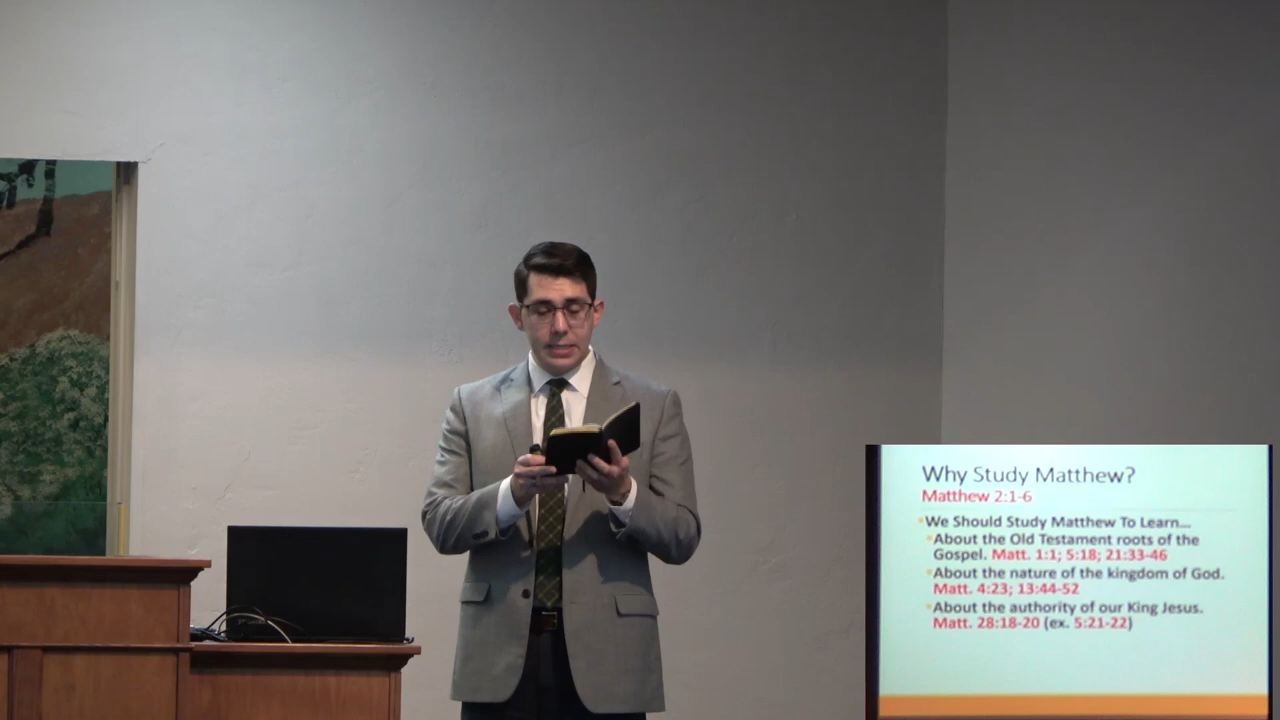 Why Study Matthew?
Matthew 2:1-6
We Should Study Matthew To Learn...
About the Old Testament roots of the
Gospel. Matt. 1:1; 5:18; 21:33-46
About the nature of the kingdom of God.
Matt. 4:23; 13:44-52
About the authority of our King Jesus.
Matt. 28:18-20 (ex. 5:21-22)